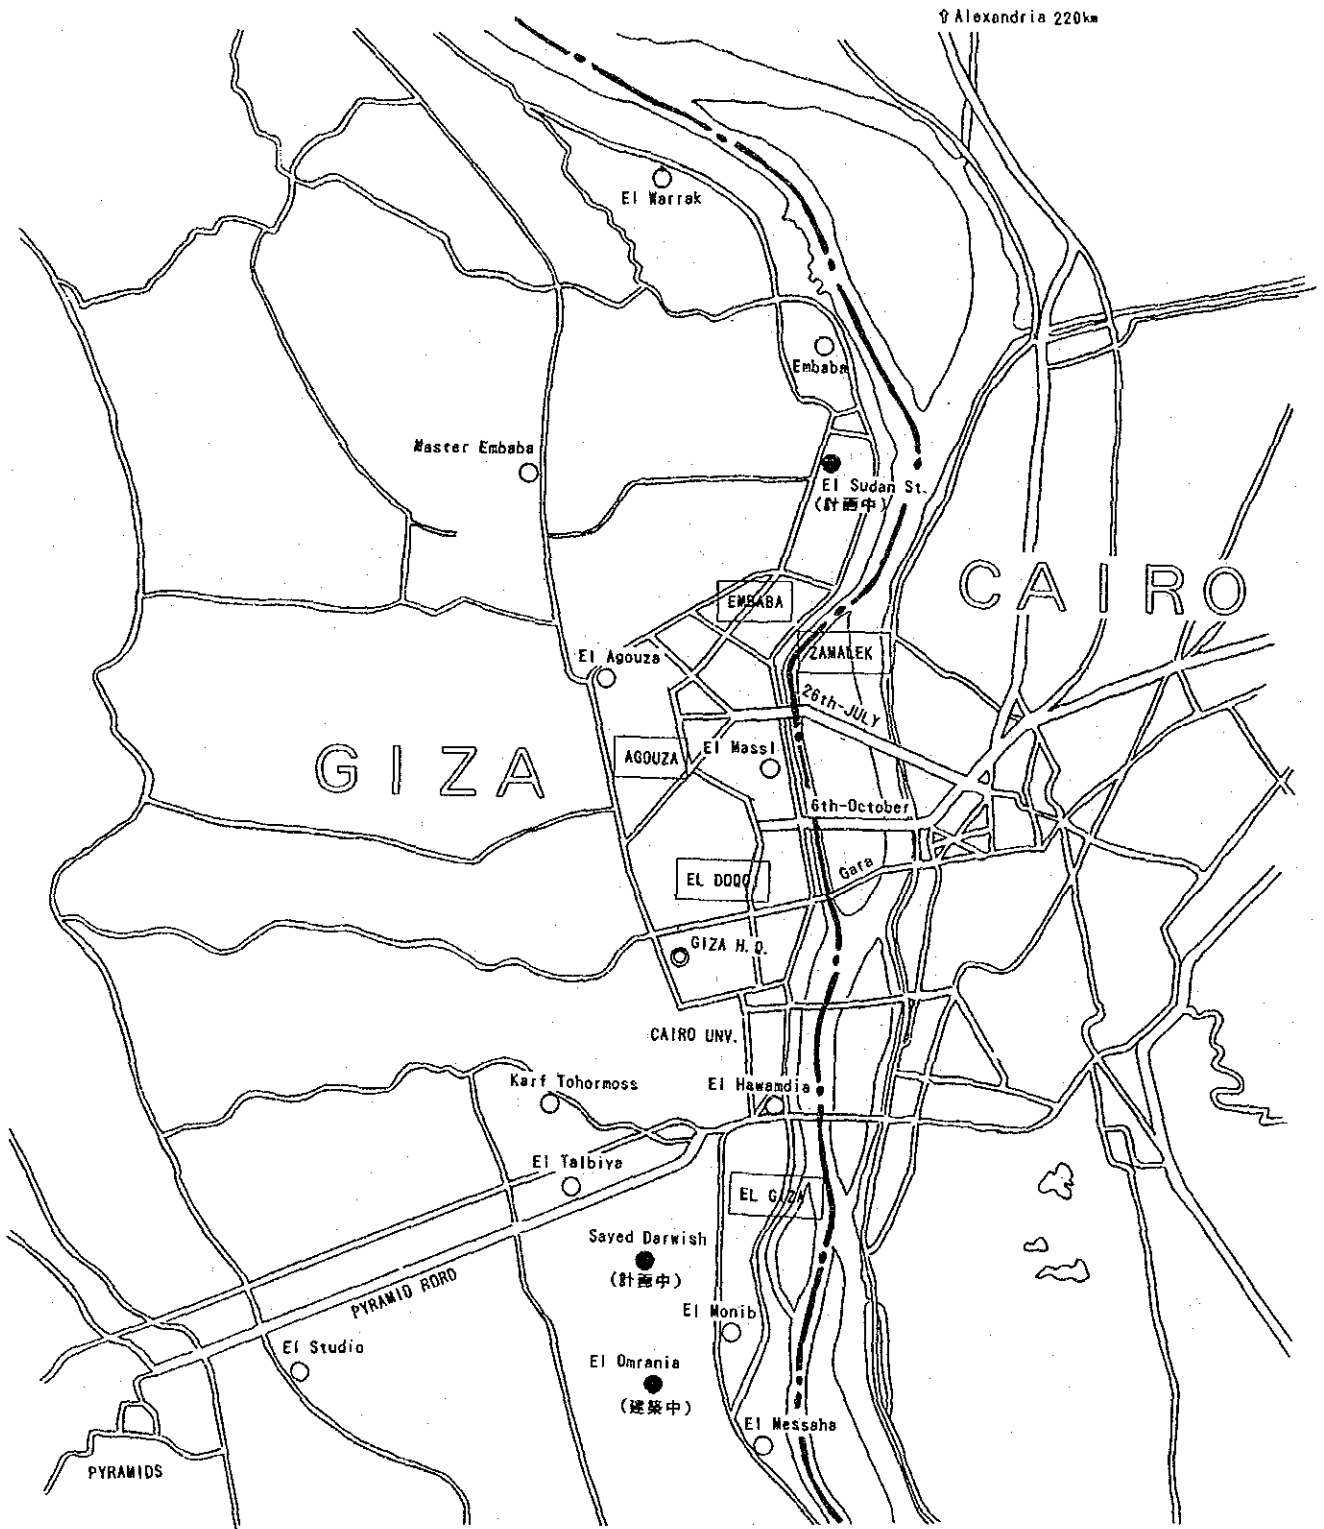 ⇧ Alexandria 220km
El Warrak
Embaba
Master Embaba
El Sudan St.
(計画中)
CAIRO
EMBABA
ZAMALEK
El Agouza
26th-JULY
GIZA
AGOUZA
El Massl
6th-October
Gara
EL DOQQI
GIZA H.Q.
CAIRO UNV.
Karf Tohormoss
El Hawamdia
El Talbiya
EL GIZA
Sayed Darwish
(計画中)
PYRAMID RORD
El Monib
El Studio
El Omrania
(建築中)
El Messaha
PYRAMIDS